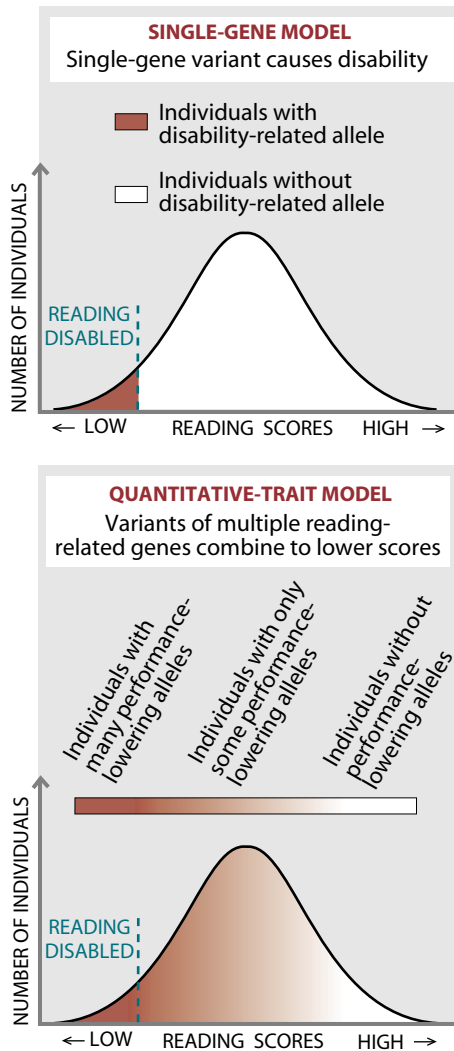 SINGLE-GENE MODEL
Single-gene variant causes disability
Individuals with
disability-related allele
Individuals without
disability-related allele
NUMBER OF INDIVIDUALS
READING
DISABLED
← LOW READING SCORES HIGH →
QUANTITATIVE-TRAIT MODEL
Variants of multiple reading-
related genes combine to lower scores
Individuals with
many performance-
lowering alleles
Individuals with only
some performance-
lowering alleles
Individuals without
performance-
lowering alleles
NUMBER OF INDIVIDUALS
READING
DISABLED
← LOW READING SCORES HIGH →